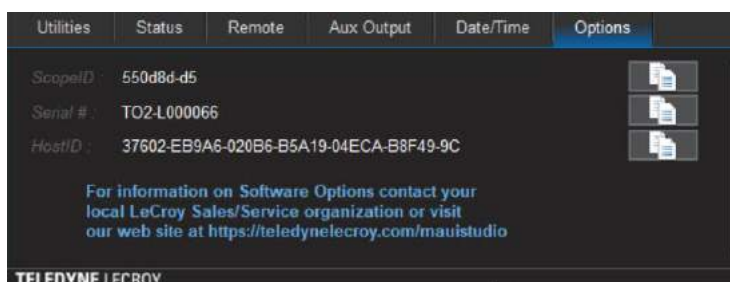 Utilities Status Remote Aux Output Date/Time Options
ScopeID : 550d8d-d5
Serial # : TO2-L000066
HostID : 37602-EB9A6-020B6-B5A19-04ECA-B8F49-9C
For information on Software Options contact your
local LeCroy Sales/Service organization or visit
our web site at https://teledynelecroy.com/mauistudio
TELEDYNE LECROY